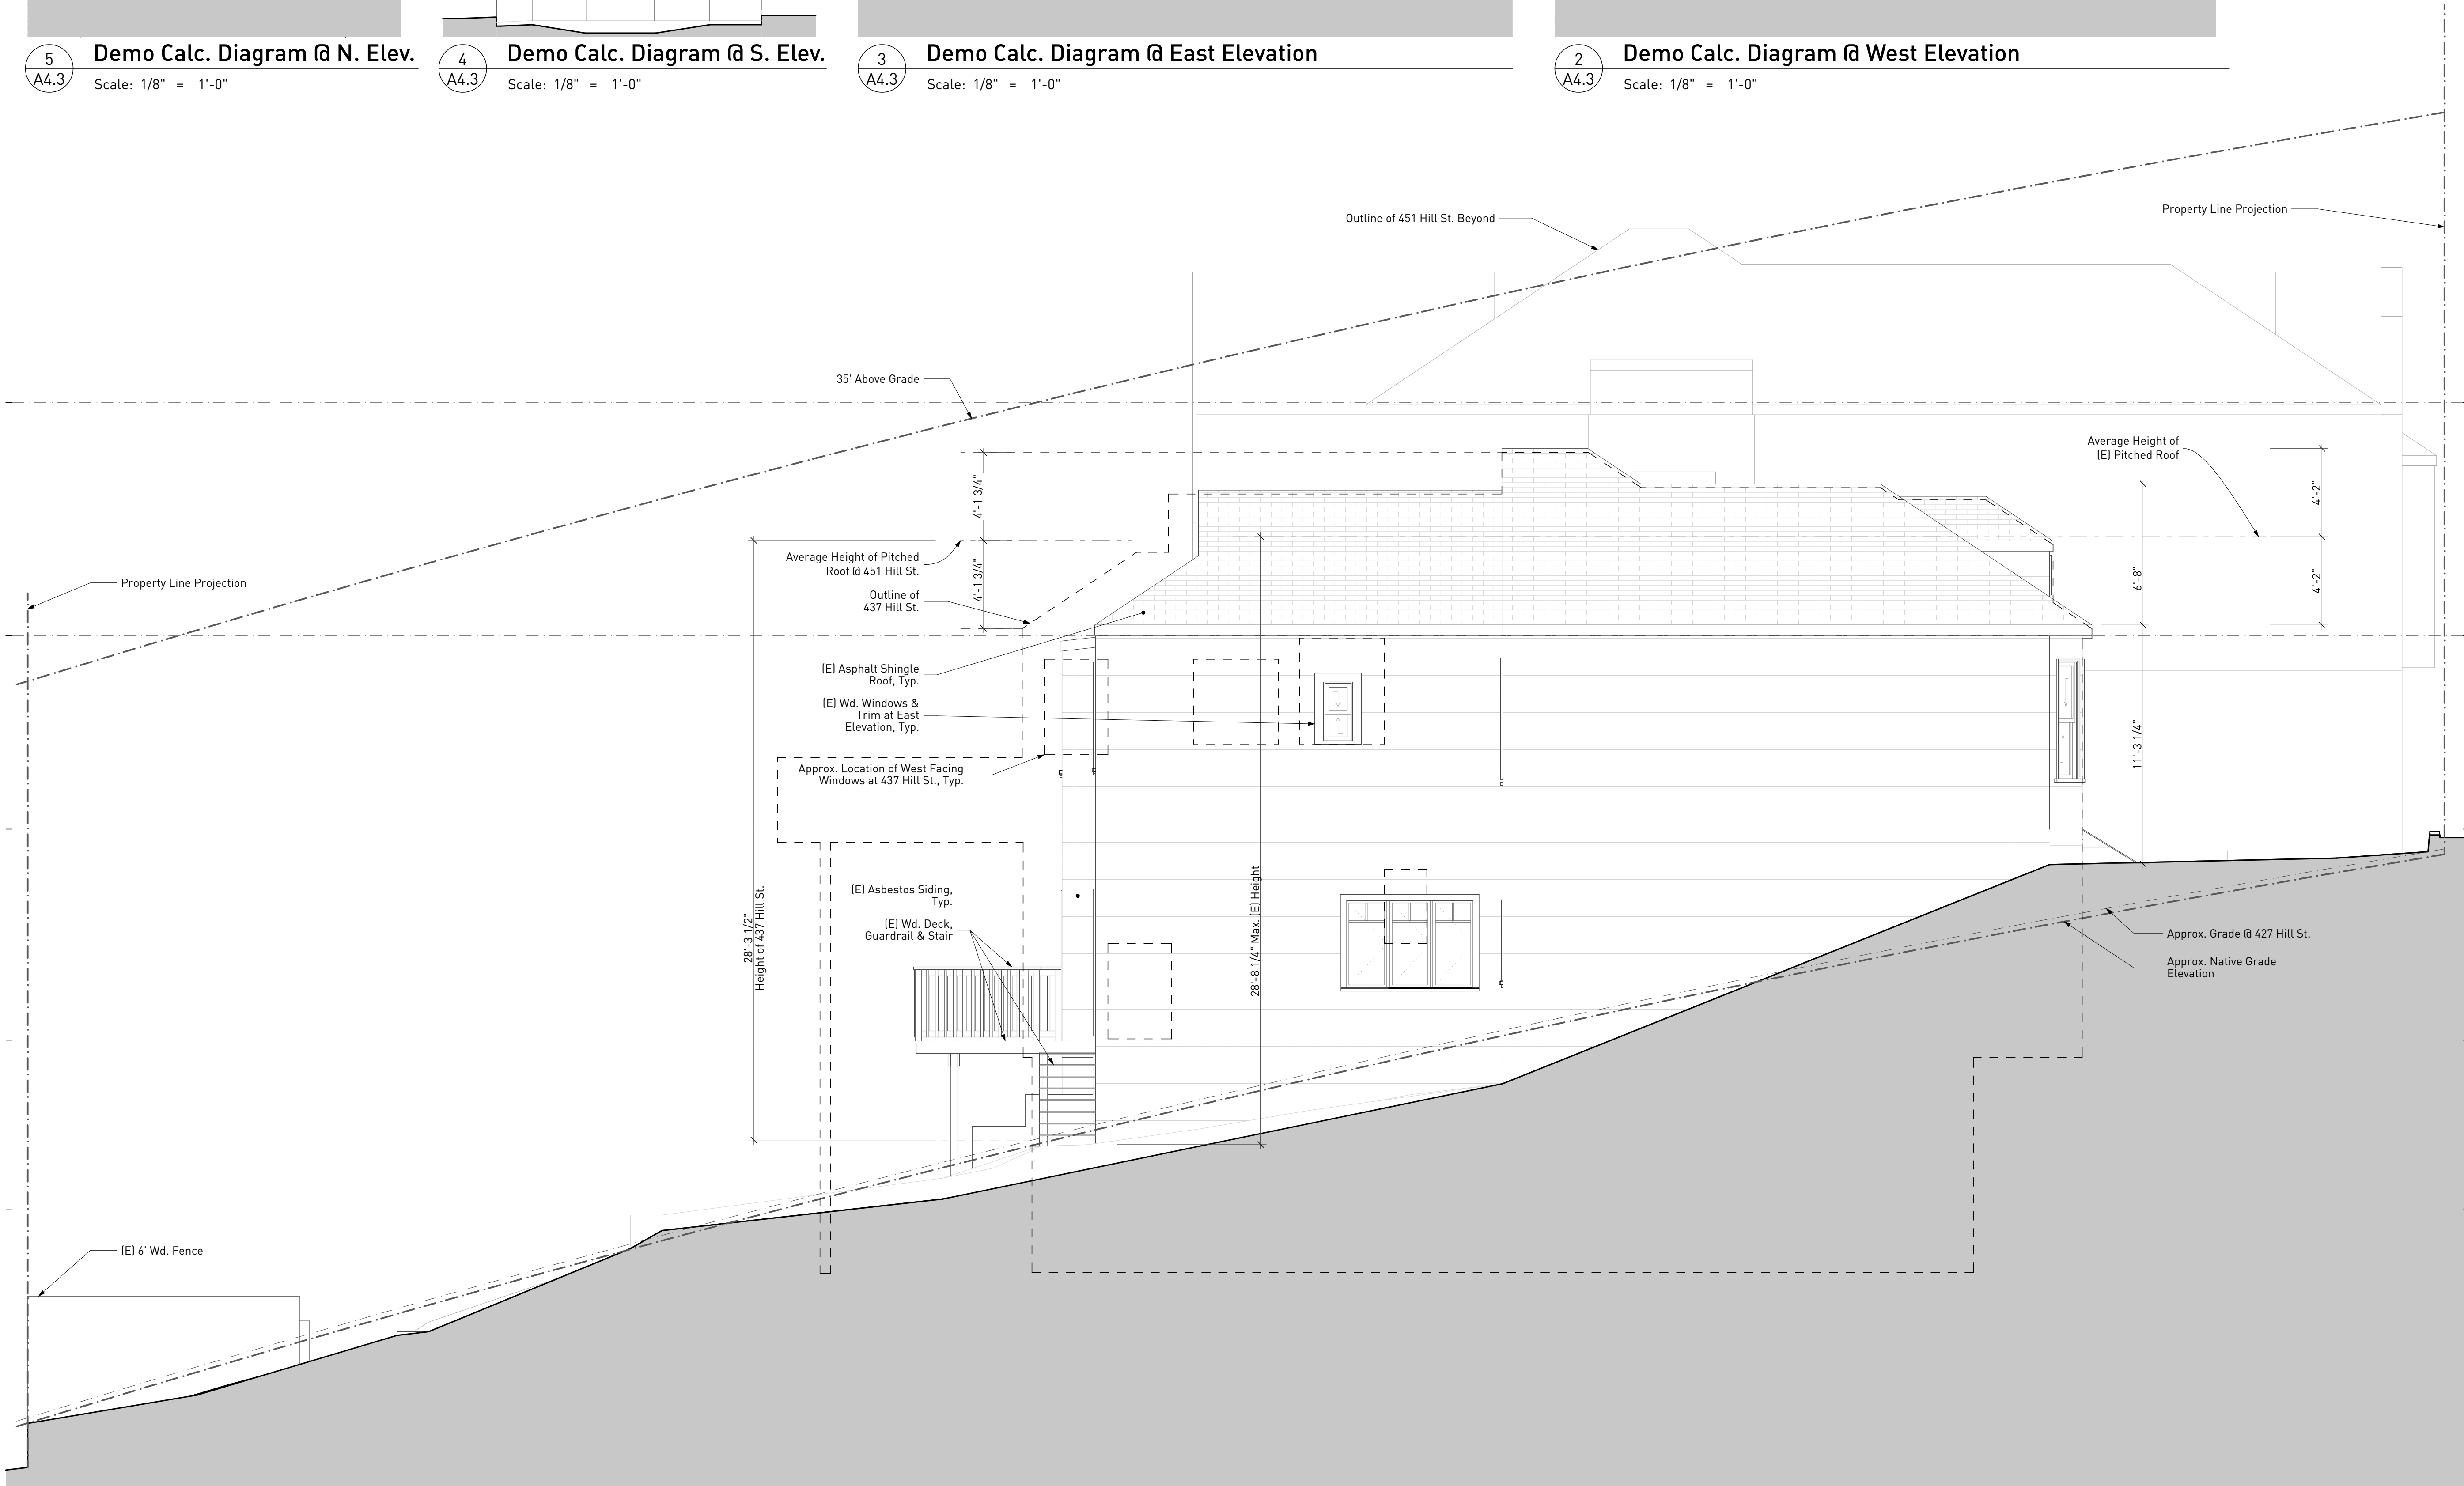 5
A4.3
Demo Calc. Diagram @ N. Elev.
Scale: 1/8" = 1'-0"
4
A4.3
Demo Calc. Diagram @ S. Elev.
Scale: 1/8" = 1'-0"
3
A4.3
Demo Calc. Diagram @ East Elevation
Scale: 1/8" = 1'-0"
2
A4.3
Demo Calc. Diagram @ West Elevation
Scale: 1/8" = 1'-0"
Outline of 451 Hill St. Beyond
Property Line Projection
35' Above Grade
Average Height of
(E) Pitched Roof
4'-1 3/4"
4'-1 3/4"
4'-2"
4'-2"
6'-8"
11'-3 1/4"
Average Height of Pitched
Roof @ 451 Hill St.
Outline of
437 Hill St.
Property Line Projection
(E) Asphalt Shingle
Roof, Typ.
(E) Wd. Windows &
Trim at East
Elevation, Typ.
Approx. Location of West Facing
Windows at 437 Hill St., Typ.
28'-3 1/2"
Height of 437 Hill St.
28'-8 1/4" Max. (E) Height
(E) Asbestos Siding,
Typ.
(E) Wd. Deck,
Guardrail & Stair
Approx. Grade @ 427 Hill St.
Approx. Native Grade
Elevation
(E) 6' Wd. Fence